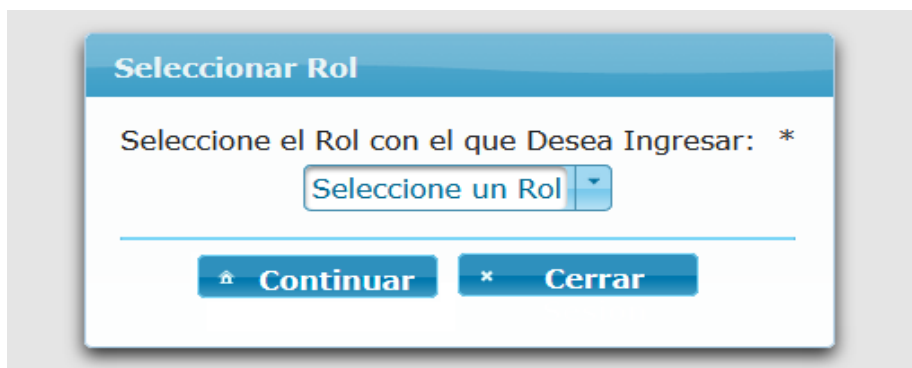 Seleccionar Rol
Seleccione el Rol con el que Desea Ingresar: *
Seleccione un Rol
Continuar Cerrar